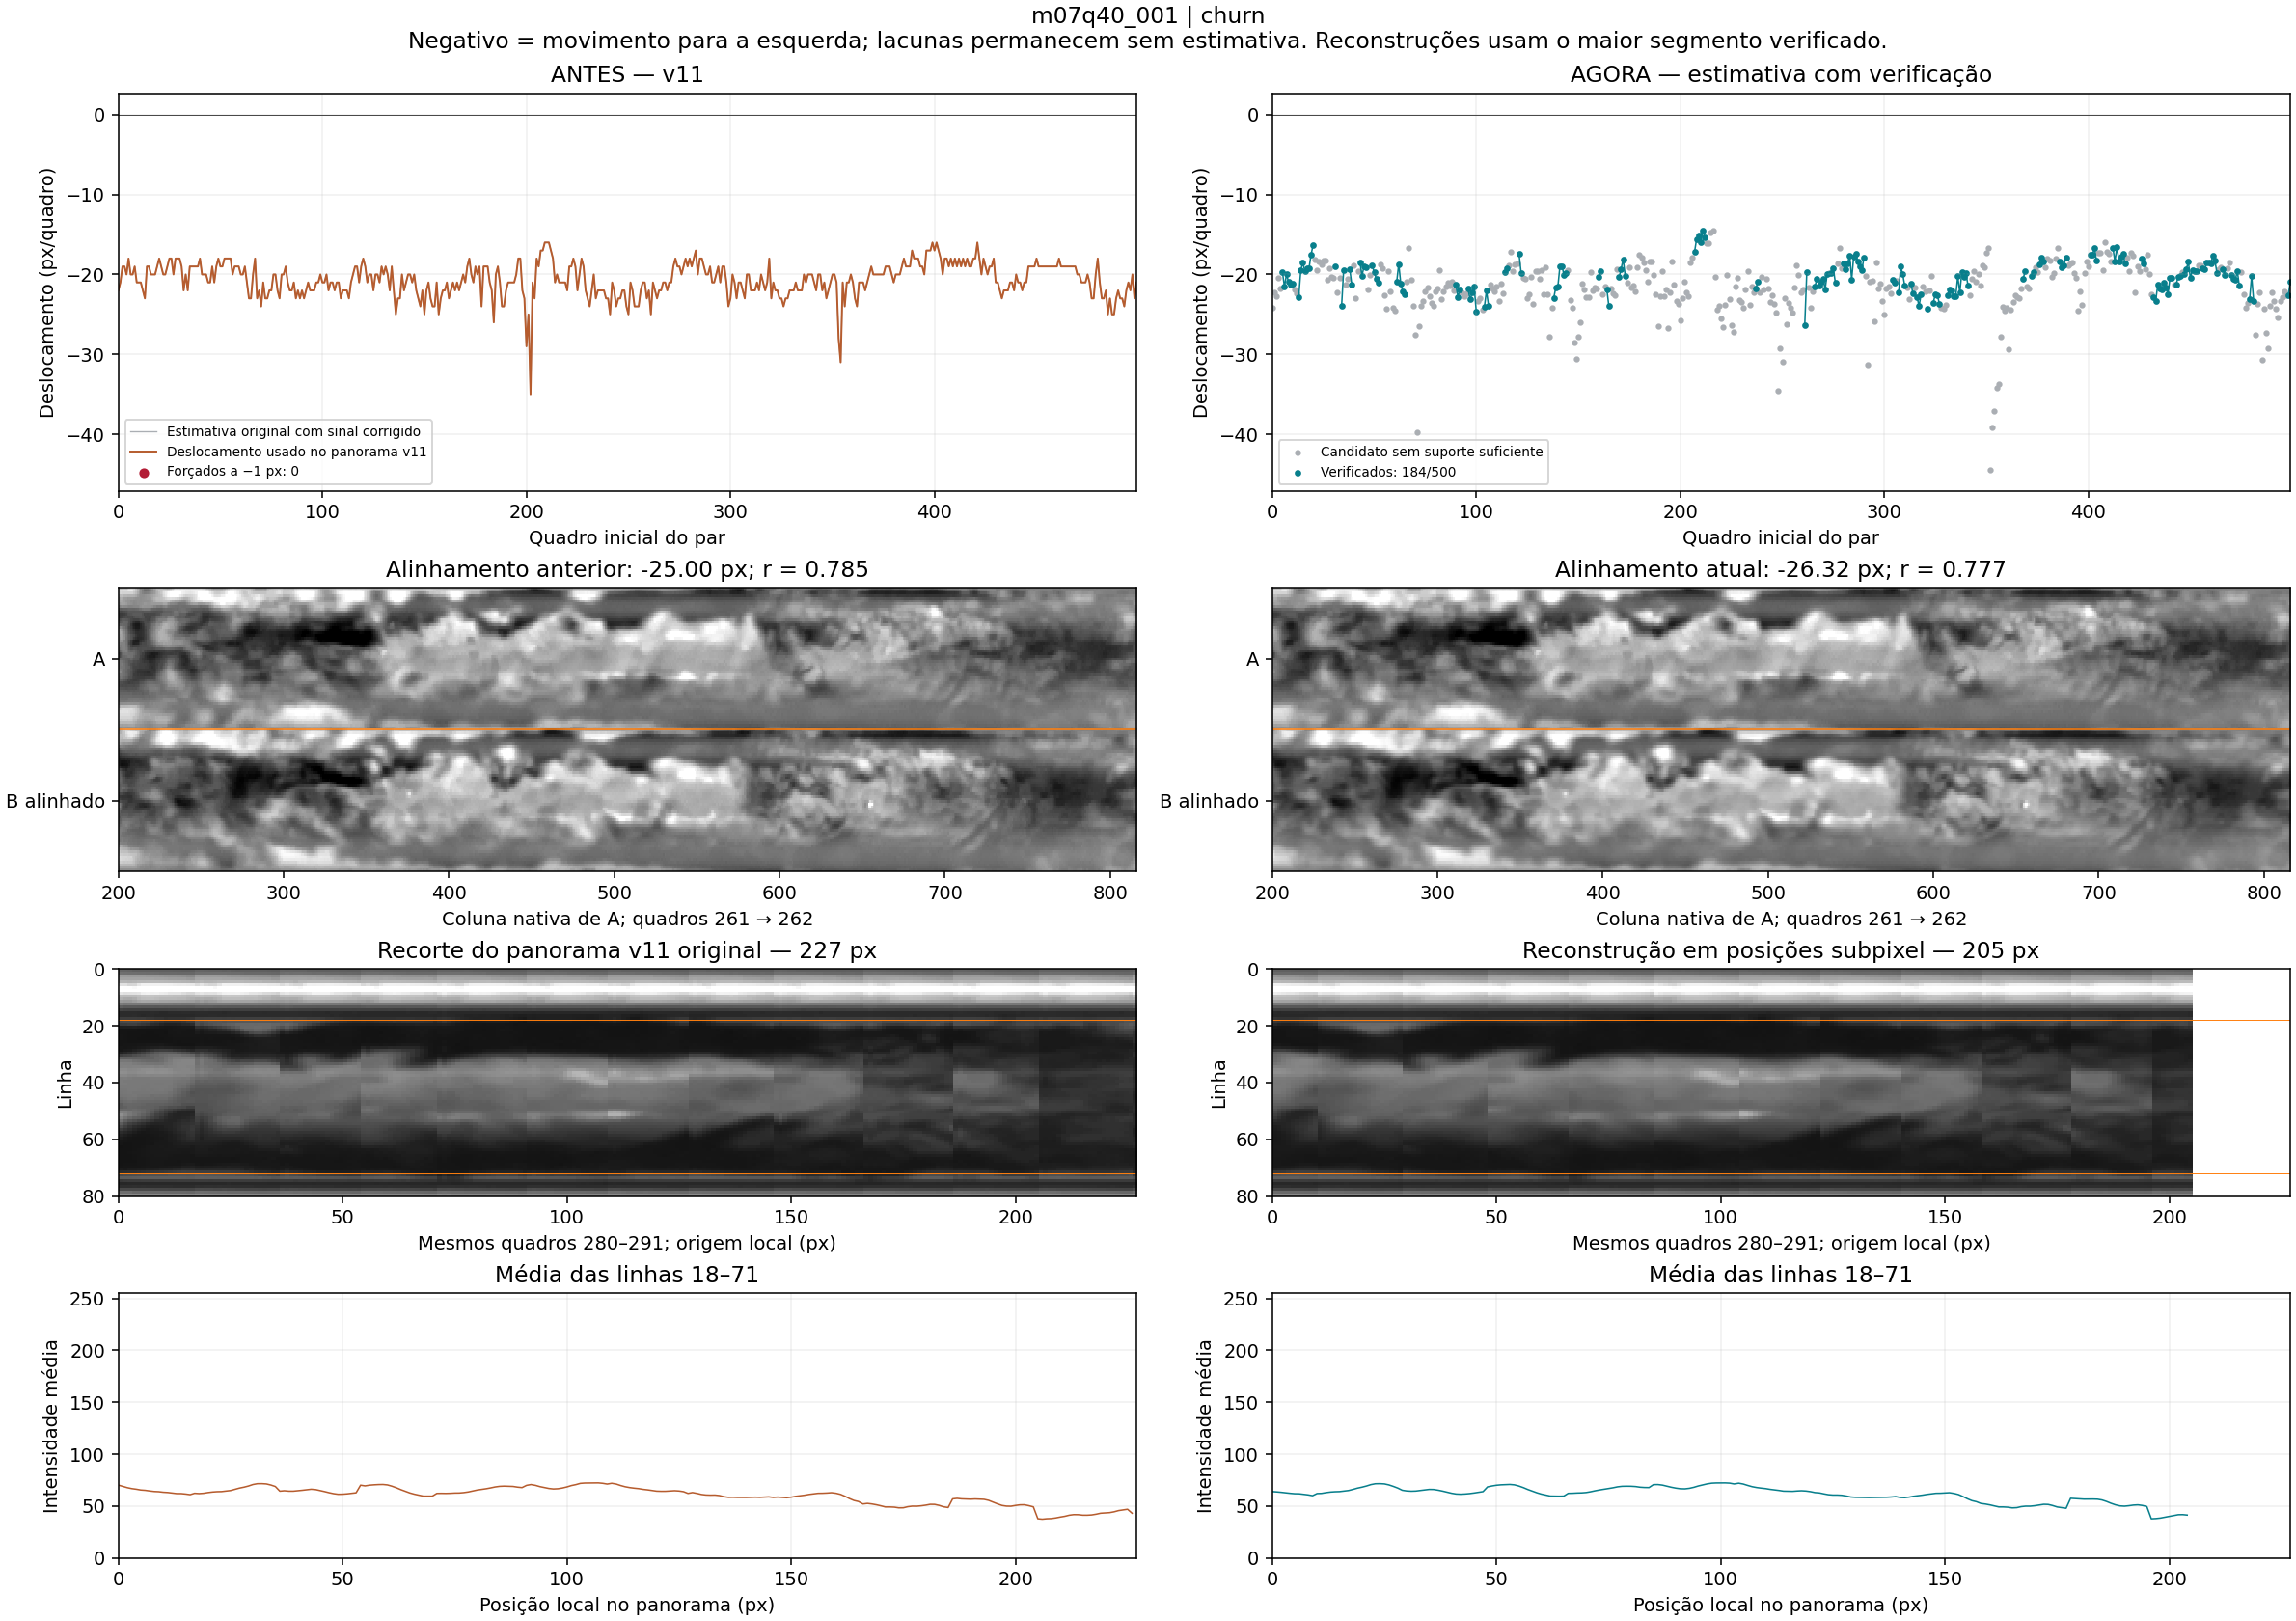 m07q40_001 | churn
Negativo = movimento para a esquerda; lacunas permanecem sem estimativa. Reconstruções usam o maior segmento verificado.
ANTES — v11
0
−10
−20
−30
−40
Deslocamento (px/quadro)
Estimativa original com sinal corrigido
Deslocamento usado no panorama v11
Forçados a −1 px: 0
0 100 200 300 400
Quadro inicial do par
AGORA — estimativa com verificação
0
−10
−20
−30
−40
Deslocamento (px/quadro)
Candidato sem suporte suficiente
Verificados: 184/500
0 100 200 300 400
Quadro inicial do par
Alinhamento anterior: -25.00 px; r = 0.785
A
B alinhado
200 300 400 500 600 700 800
Coluna nativa de A; quadros 261 → 262
Alinhamento atual: -26.32 px; r = 0.777
A
B alinhado
200 300 400 500 600 700 800
Coluna nativa de A; quadros 261 → 262
Recorte do panorama v11 original — 227 px
0
20
40
60
80
Linha
0 50 100 150 200
Mesmos quadros 280–291; origem local (px)
Reconstrução em posições subpixel — 205 px
0
20
40
60
80
Linha
0 50 100 150 200
Mesmos quadros 280–291; origem local (px)
Média das linhas 18–71
250
200
150
100
50
0
Intensidade média
0 50 100 150 200
Posição local no panorama (px)
Média das linhas 18–71
250
200
150
100
50
0
Intensidade média
0 50 100 150 200
Posição local no panorama (px)